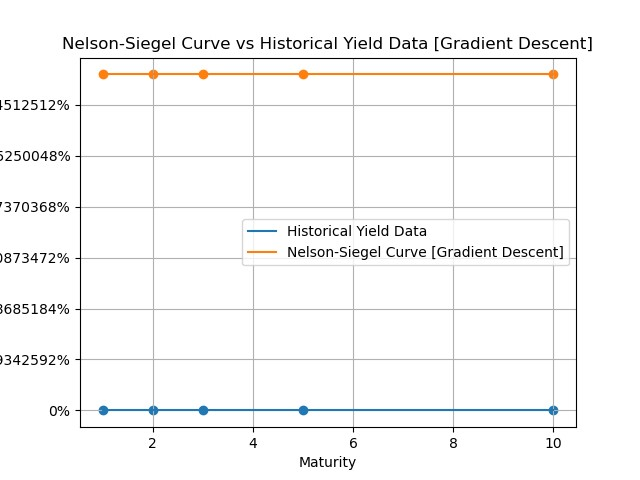 Nelson-Siegel Curve vs Historical Yield Data [Gradient Descent]
4512512%
5250048%
7370368%
0873472%
3685184%
9342592%
0%
Historical Yield Data
Nelson-Siegel Curve [Gradient Descent]
2 4 6 8 10
Maturity